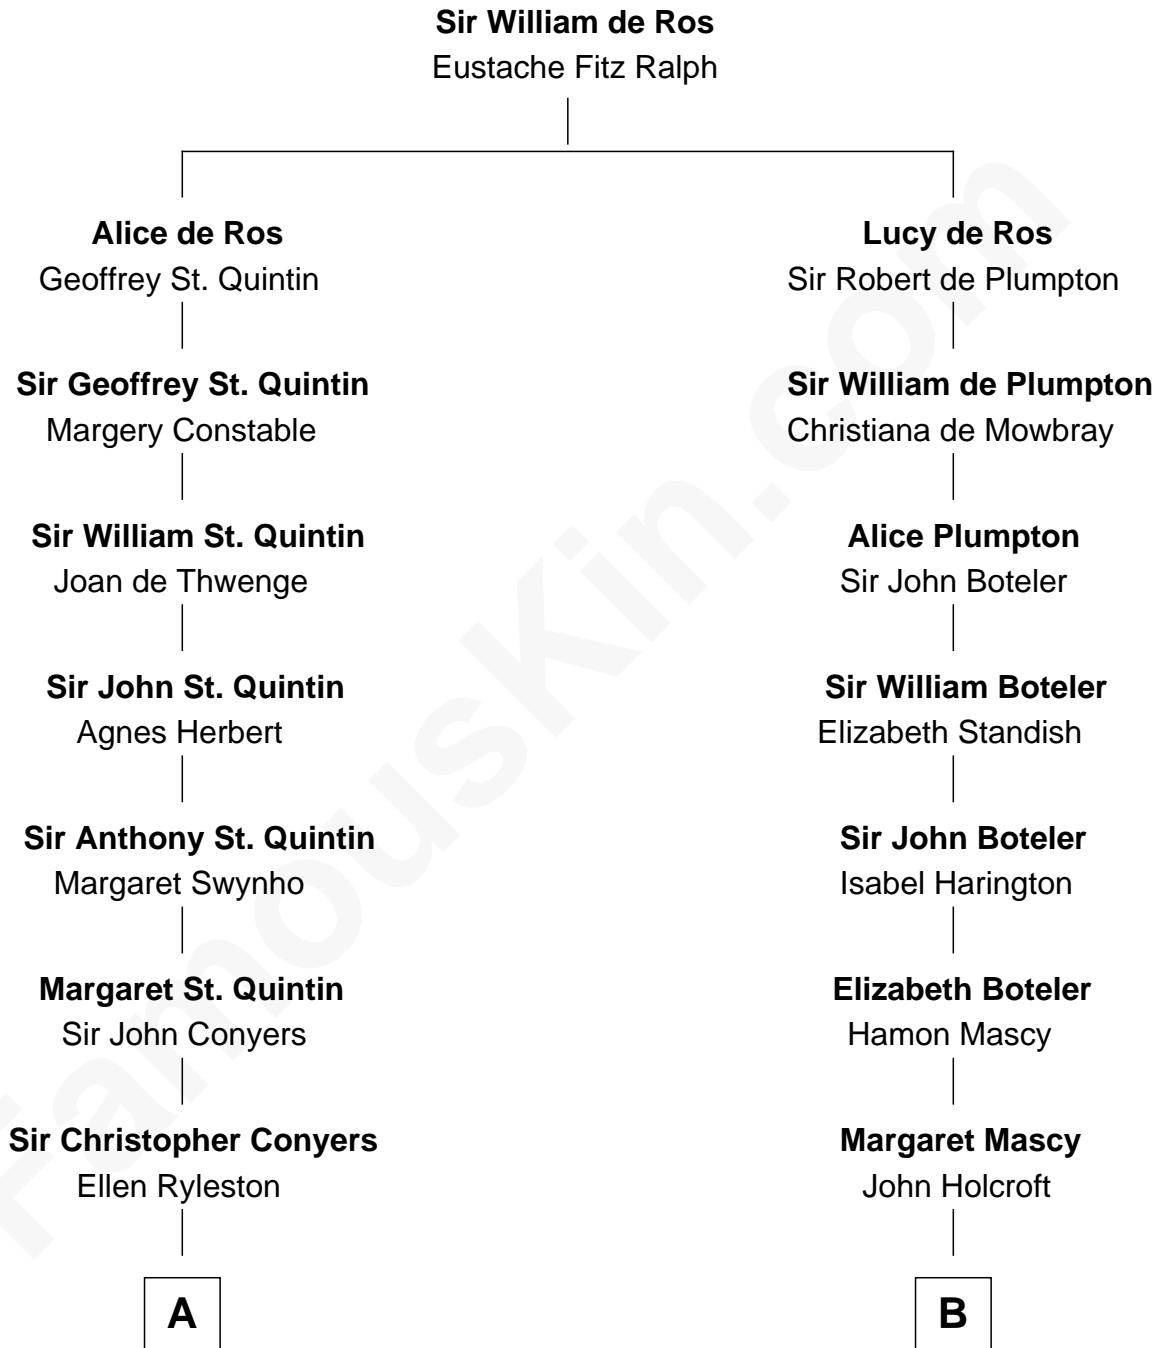 Sir William de Ros
Eustache Fitz Ralph
Alice de Ros
Geoffrey St. Quintin
Sir Geoffrey St. Quintin
Margery Constable
Sir William St. Quintin
Joan de Thwenge
Sir John St. Quintin
Agnes Herbert
Sir Anthony St. Quintin
Margaret Swynho
Margaret St. Quintin
Sir John Conyers
Sir Christopher Conyers
Ellen Ryleston
A
Lucy de Ros
Sir Robert de Plumpton
Sir William de Plumpton
Christiana de Mowbray
Alice Plumpton
Sir John Boteler
Sir William Boteler
Elizabeth Standish
Sir John Boteler
Isabel Harington
Elizabeth Boteler
Hamon Mascy
Margaret Mascy
John Holcroft
B
FamousKin.com